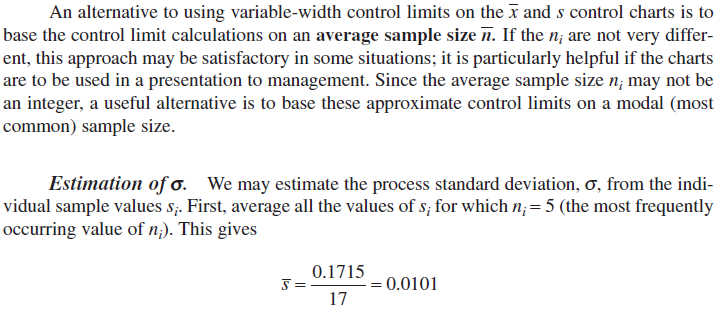 An alternative to using variable-width control limits on the x̅ and s control charts is to
base the control limit calculations on an average sample size n̅. If the nᵢ are not very differ-
ent, this approach may be satisfactory in some situations; it is particularly helpful if the charts
are to be used in a presentation to management. Since the average sample size nᵢ may not be
an integer, a useful alternative is to base these approximate control limits on a modal (most
common) sample size.
Estimation of σ. We may estimate the process standard deviation, σ, from the indi-
vidual sample values sᵢ. First, average all the values of sᵢ for which nᵢ = 5 (the most frequently
occurring value of nᵢ). This gives
s̅ = 0.1715 / 17 = 0.0101